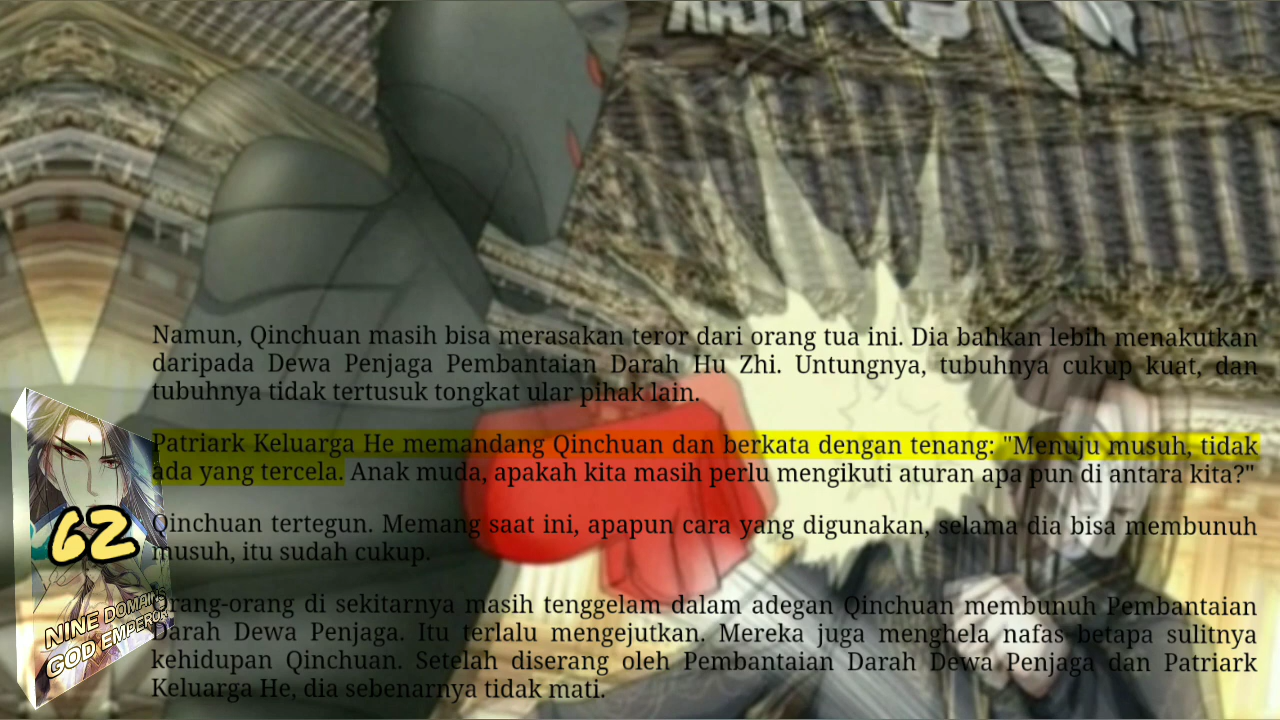 Namun, Qinchuan masih bisa merasakan teror dari orang tua ini. Dia bahkan lebih menakutkan
daripada Dewa Penjaga Pembantaian Darah Hu Zhi. Untungnya, tubuhnya cukup kuat, dan
tubuhnya tidak tertusuk tongkat ular pihak lain.
Patriark Keluarga He memandang Qinchuan dan berkata dengan tenang: "Menuju musuh, tidak
ada yang tercela. Anak muda, apakah kita masih perlu mengikuti aturan apa pun di antara kita?"
Qinchuan tertegun. Memang saat ini, apapun cara yang digunakan, selama dia bisa membunuh
musuh, itu sudah cukup.
Orang-orang di sekitarnya masih tenggelam dalam adegan Qinchuan membunuh Pembantaian
Darah Dewa Penjaga. Itu terlalu mengejutkan. Mereka juga menghela nafas betapa sulitnya
kehidupan Qinchuan. Setelah diserang oleh Pembantaian Darah Dewa Penjaga dan Patriark
Keluarga He, dia sebenarnya tidak mati.
62
NINE DOMAINS
GOD EMPEROR